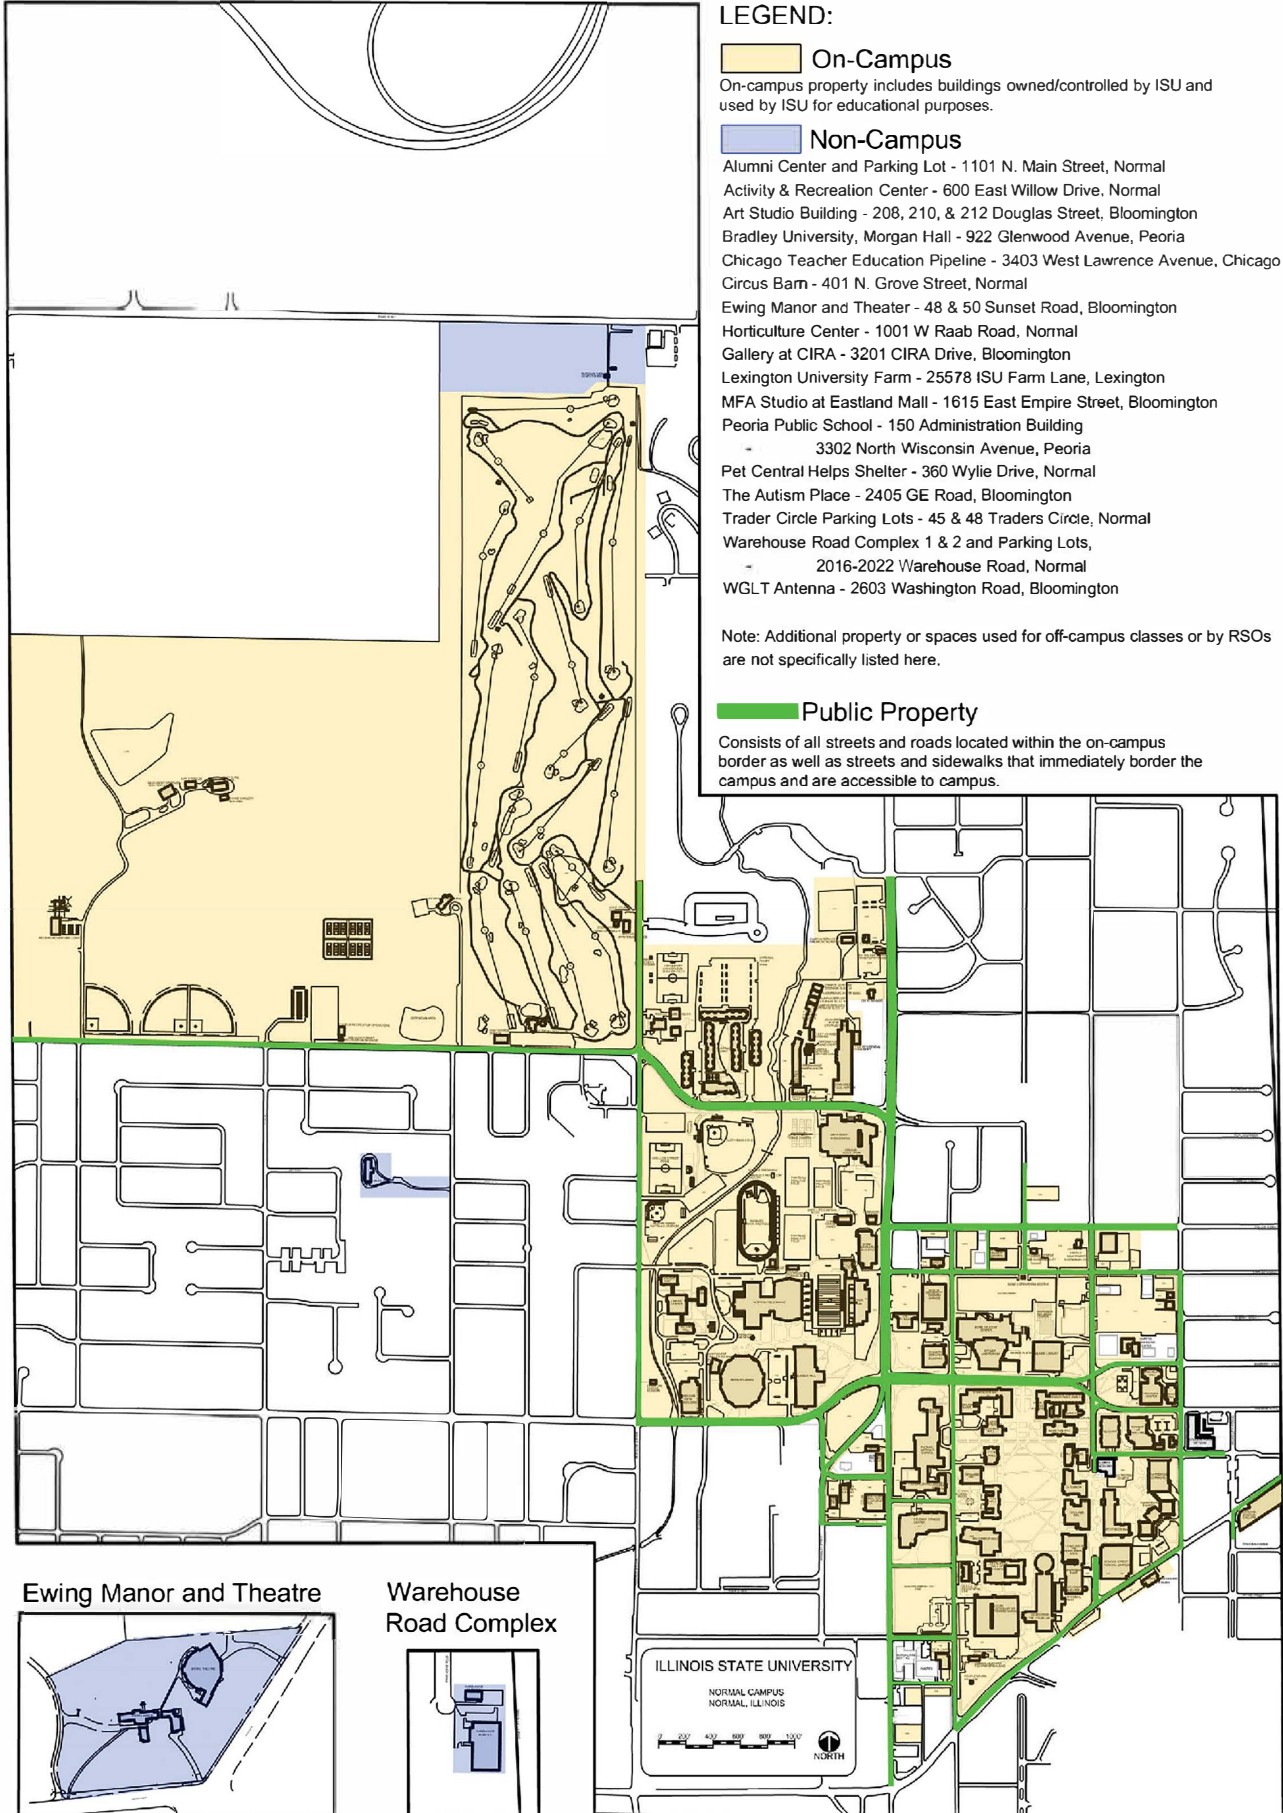 LEGEND:
On-Campus
On-campus property includes buildings owned/controlled by ISU and
used by ISU for educational purposes.
Non-Campus
Alumni Center and Parking Lot - 1101 N. Main Street, Normal
Activity & Recreation Center - 600 East Willow Drive, Normal
Art Studio Building - 208, 210, & 212 Douglas Street, Bloomington
Bradley University, Morgan Hall - 922 Glenwood Avenue, Peoria
Chicago Teacher Education Pipeline - 3403 West Lawrence Avenue, Chicago
Circus Barn - 401 N. Grove Street, Normal
Ewing Manor and Theater - 48 & 50 Sunset Road, Bloomington
Horticulture Center - 1001 W Raab Road, Normal
Gallery at CIRA - 3201 CIRA Drive, Bloomington
Lexington University Farm - 25578 ISU Farm Lane, Lexington
MFA Studio at Eastland Mall - 1615 East Empire Street, Bloomington
Peoria Public School - 150 Administration Building
- 3302 North Wisconsin Avenue, Peoria
Pet Central Helps Shelter - 360 Wylie Drive, Normal
The Autism Place - 2405 GE Road, Bloomington
Trader Circle Parking Lots - 45 & 48 Traders Circle, Normal
Warehouse Road Complex 1 & 2 and Parking Lots,
- 2016-2022 Warehouse Road, Normal
WGLT Antenna - 2603 Washington Road, Bloomington
Note: Additional property or spaces used for off-campus classes or by RSOs
are not specifically listed here.
Public Property
Consists of all streets and roads located within the on-campus
border as well as streets and sidewalks that immediately border the
campus and are accessible to campus.
Ewing Manor and Theatre
Warehouse
Road Complex
ILLINOIS STATE UNIVERSITY
NORMAL CAMPUS
NORMAL, ILLINOIS
0 200' 400' 600' 800' 1000'
NORTH